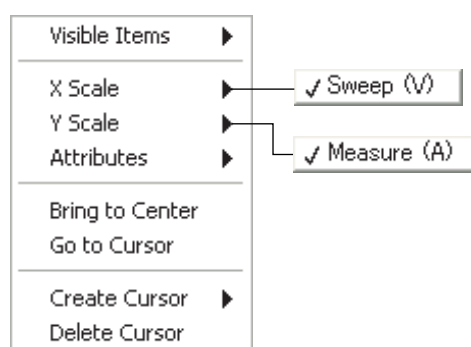 Visible Items
X Scale
Sweep (V)
Y Scale
Attributes
Measure (A)
Bring to Center
Go to Cursor
Create Cursor
Delete Cursor